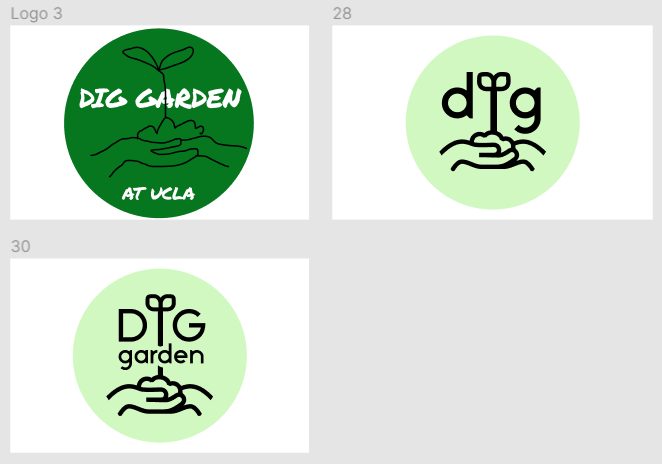 Logo 3
DIG GARDEN
AT UCLA
28
dig
30
DIG
garden